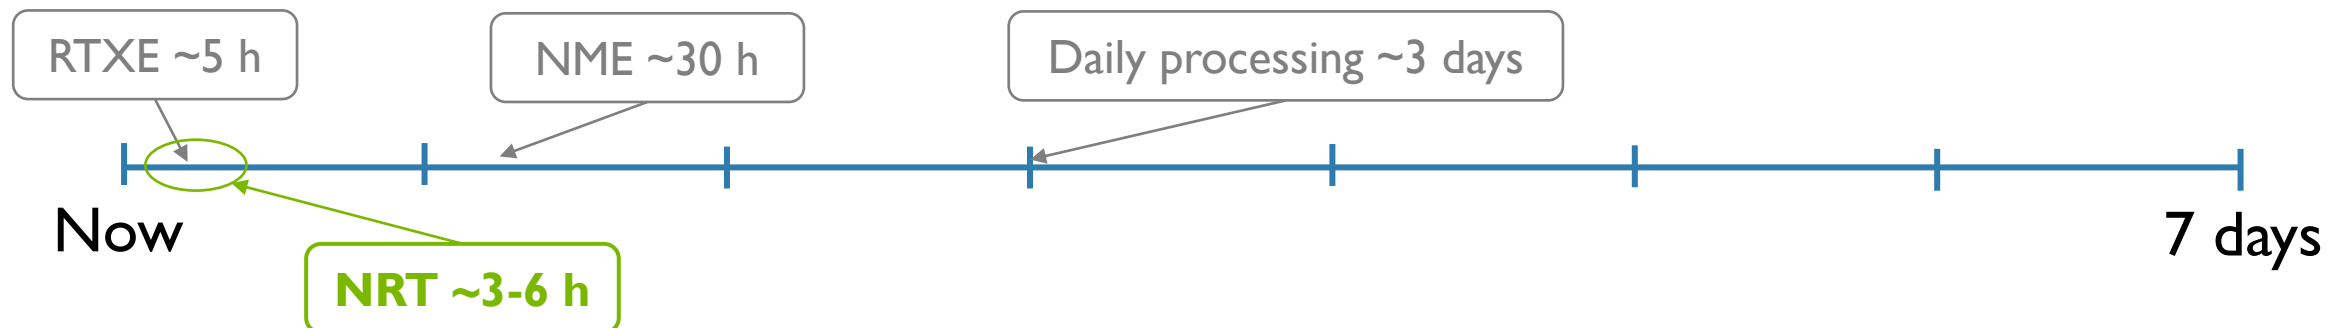 RTXE ~5 h
NME ~30 h
Daily processing ~3 days
Now
7 days
NRT ~3-6 h